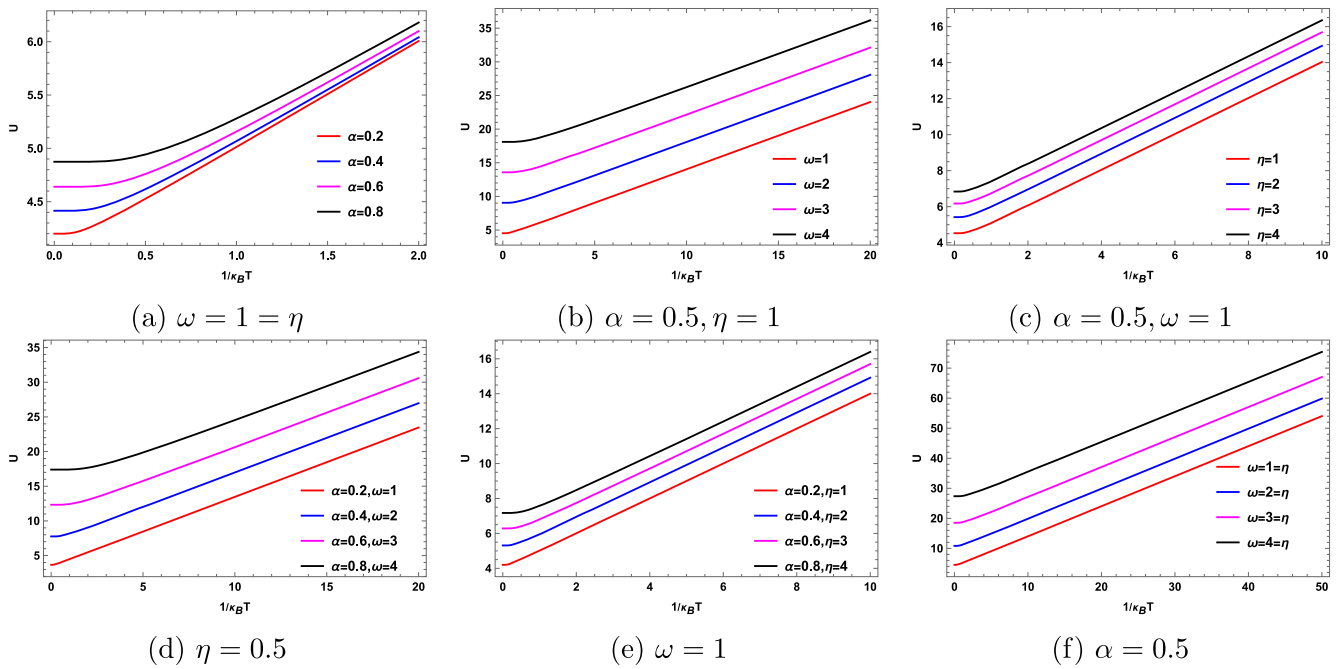 6.0
5.5
5.0
4.5
U
0.0 0.5 1.0 1.5 2.0
1/κBT
α=0.2
α=0.4
α=0.6
α=0.8
(a) ω = 1 = η
35
30
25
20
15
10
5
U
0 5 10 15 20
1/κBT
ω=1
ω=2
ω=3
ω=4
(b) α = 0.5, η = 1
16
14
12
10
8
6
4
U
0 2 4 6 8 10
1/κBT
η=1
η=2
η=3
η=4
(c) α = 0.5, ω = 1
35
30
25
20
15
10
5
U
0 5 10 15 20
1/κBT
α=0.2,ω=1
α=0.4,ω=2
α=0.6,ω=3
α=0.8,ω=4
(d) η = 0.5
16
14
12
10
8
6
4
U
0 2 4 6 8 10
1/κBT
α=0.2,η=1
α=0.4,η=2
α=0.6,η=3
α=0.8,η=4
(e) ω = 1
70
60
50
40
30
20
10
U
0 10 20 30 40 50
1/κBT
ω=1=η
ω=2=η
ω=3=η
ω=4=η
(f) α = 0.5